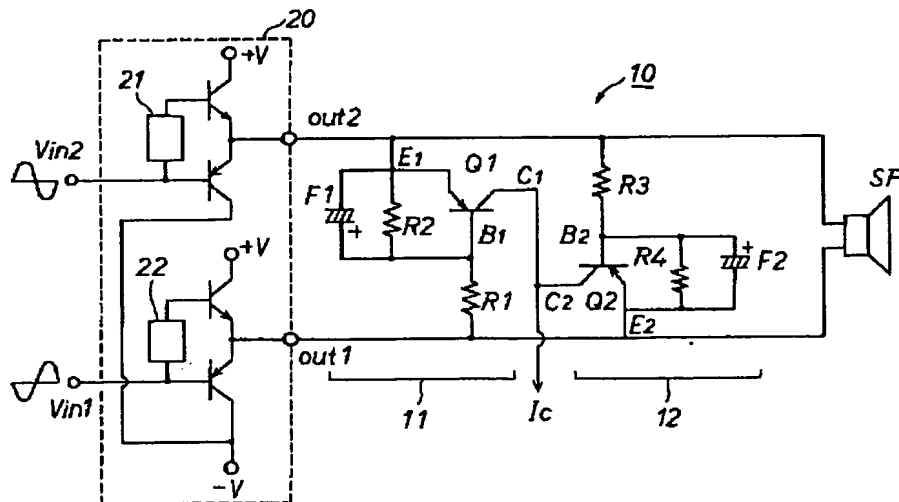 20
+V
10
21
out2
Vin2
E1
Q1
C1
R3
SP
F1
+
R2
B1
B2
R4
+
F2
22
+V
R1
C2
Q2
E2
Vin1
out1
11
Ic
12
-V